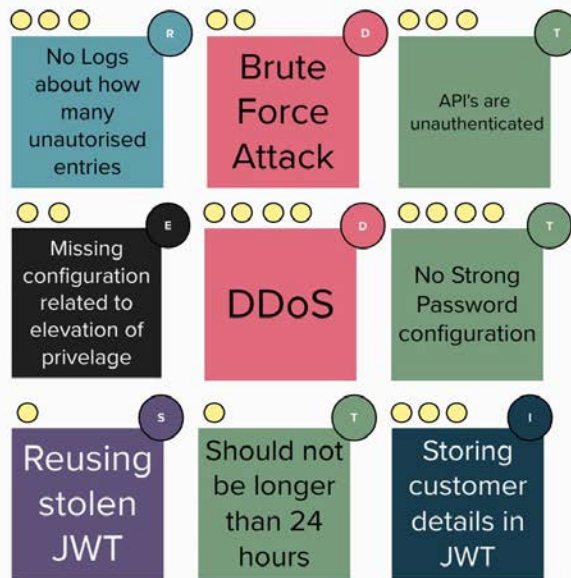 R
No Logs
about how
many
unautorised
entries
D
Brute
Force
Attack
T
API's are
unauthenticated
E
Missing
configuration
related to
elevation of
privelage
D
DDoS
T
No Strong
Password
configuration
S
Reusing
stolen
JWT
T
Should not
be longer
than 24
hours
I
Storing
customer
details in
JWT